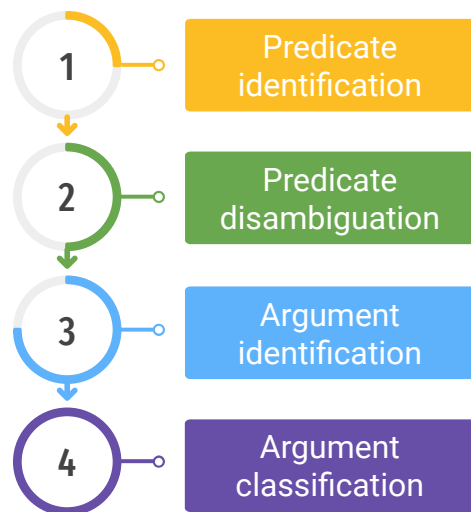 1
Predicate
identification
2
Predicate
disambiguation
3
Argument
identification
4
Argument
classification